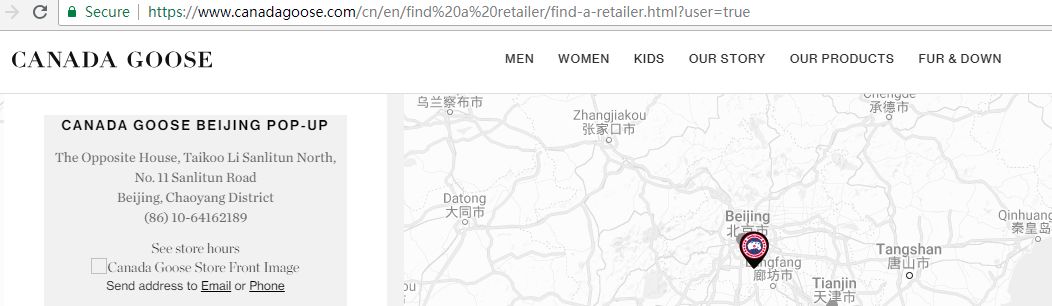 Secure https://www.canadagoose.com/cn/en/find%20a%20retailer/find-a-retailer.html?user=true
CANADA GOOSE
MEN WOMEN KIDS OUR STORY OUR PRODUCTS FUR & DOWN
CANADA GOOSE BEIJING POP-UP
The Opposite House, Taikoo Li Sanlitun North,
No. 11 Sanlitun Road
Beijing, Chaoyang District
(86) 10-64162189
See store hours
Canada Goose Store Front Image
Send address to Email or Phone
乌兰察布市
Chengde
承德市
Zhangjiakou
张家口市
Datong
大同市
Beijing
北京市
Qinhuang
秦皇岛
Tangshan
唐山市
廊坊市
Tianjin
天津市